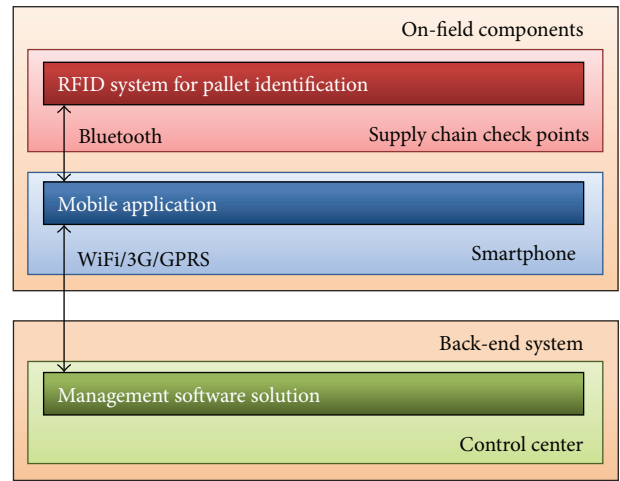 On-field components
RFID system for pallet identification
Bluetooth
Supply chain check points
Mobile application
WiFi/3G/GPRS
Smartphone
Back-end system
Management software solution
Control center